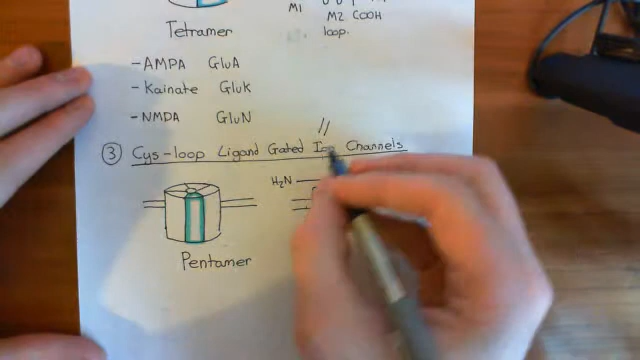 M1
M2 COOH
loop.
Tetramer
-AMPA GluA
-Kainate GluK
-NMDA GluN
③ Cys-loop Ligand Gated Ion Channels
H₂N
Pentamer